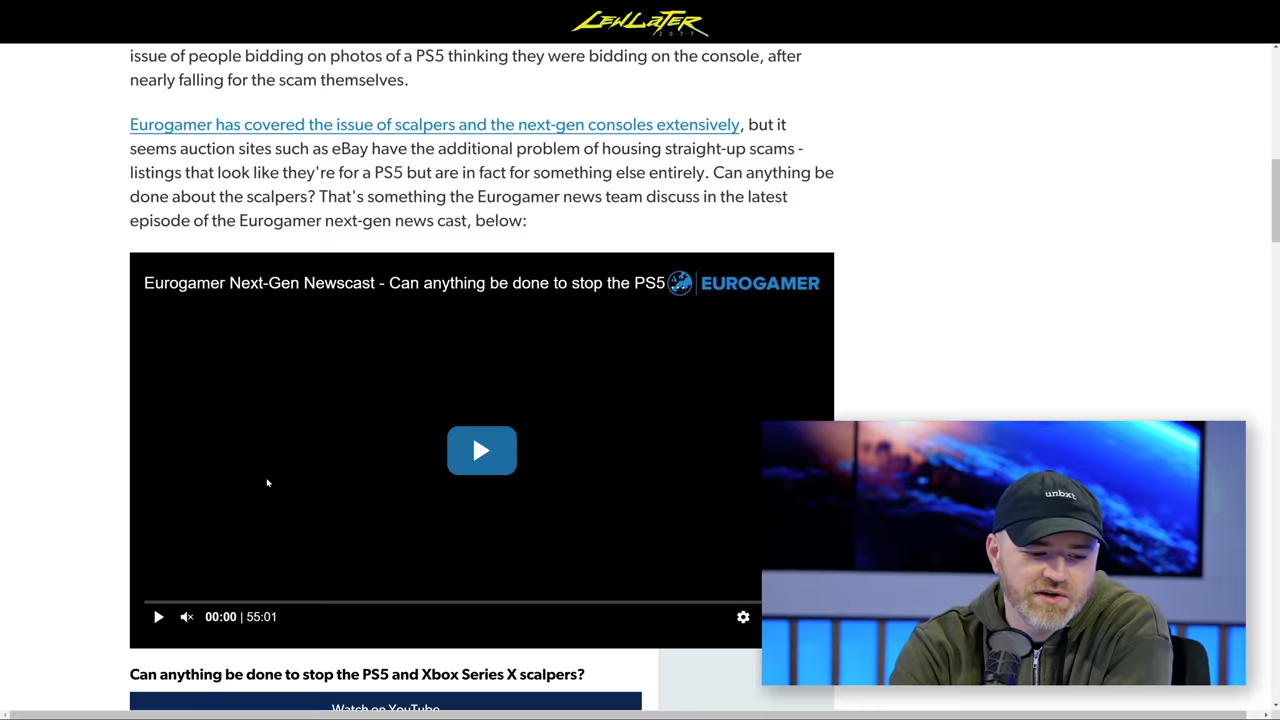 LEWLATER
2077
issue of people bidding on photos of a PS5 thinking they were bidding on the console, after
nearly falling for the scam themselves.
Eurogamer has covered the issue of scalpers and the next-gen consoles extensively, but it
seems auction sites such as eBay have the additional problem of housing straight-up scams -
listings that look like they're for a PS5 but are in fact for something else entirely. Can anything be
done about the scalpers? That's something the Eurogamer news team discuss in the latest
episode of the Eurogamer next-gen news cast, below:
Eurogamer Next-Gen Newscast - Can anything be done to stop the PS5 ...
EUROGAMER
unbxt
00:00 | 55:01
Can anything be done to stop the PS5 and Xbox Series X scalpers?
Watch on YouTube